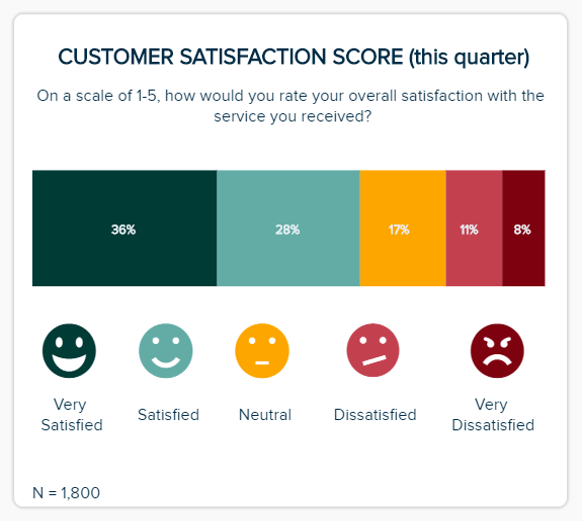 CUSTOMER SATISFACTION SCORE (this quarter)
On a scale of 1-5, how would you rate your overall satisfaction with the
service you received?
36% 28% 17% 11% 8%
Very Satisfied
Satisfied
Neutral
Dissatisfied
Very Dissatisfied
N = 1,800